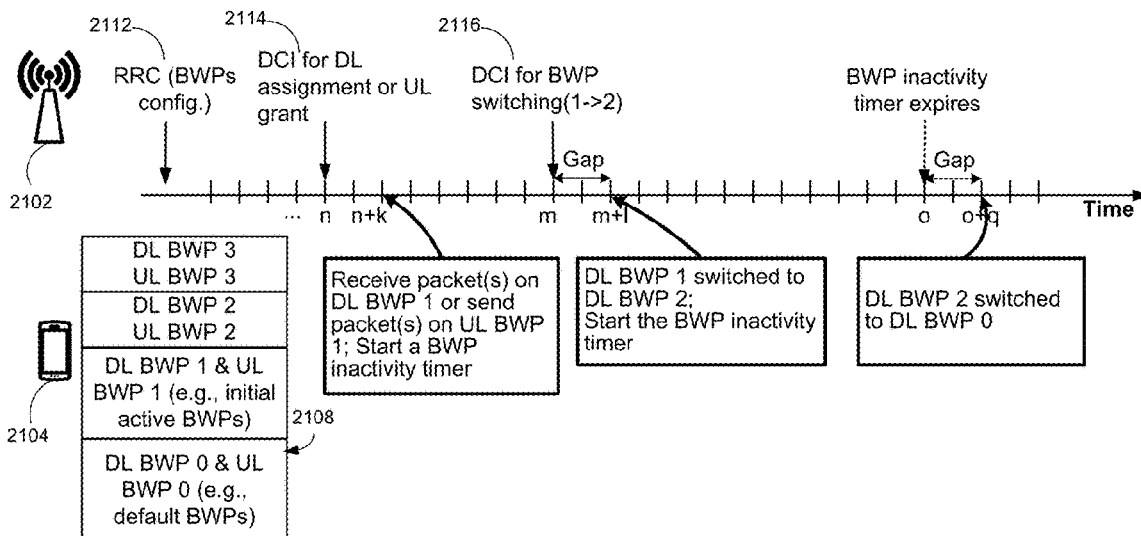 2112
2114
2116
RRC (BWPs
config.)
DCI for DL
assignment or UL
grant
DCI for BWP
switching(1->2)
BWP inactivity
timer expires
Gap
Gap
2102
... n n+k m m+l o o+q
Time
DL BWP 3
UL BWP 3
DL BWP 2
UL BWP 2
DL BWP 1 & UL
BWP 1 (e.g., initial
active BWPs)
DL BWP 0 & UL
BWP 0 (e.g.,
default BWPs)
2104
2108
Receive packet(s) on
DL BWP 1 or send
packet(s) on UL BWP
1; Start a BWP
inactivity timer
DL BWP 1 switched to
DL BWP 2;
Start the BWP inactivity
timer
DL BWP 2 switched
to DL BWP 0